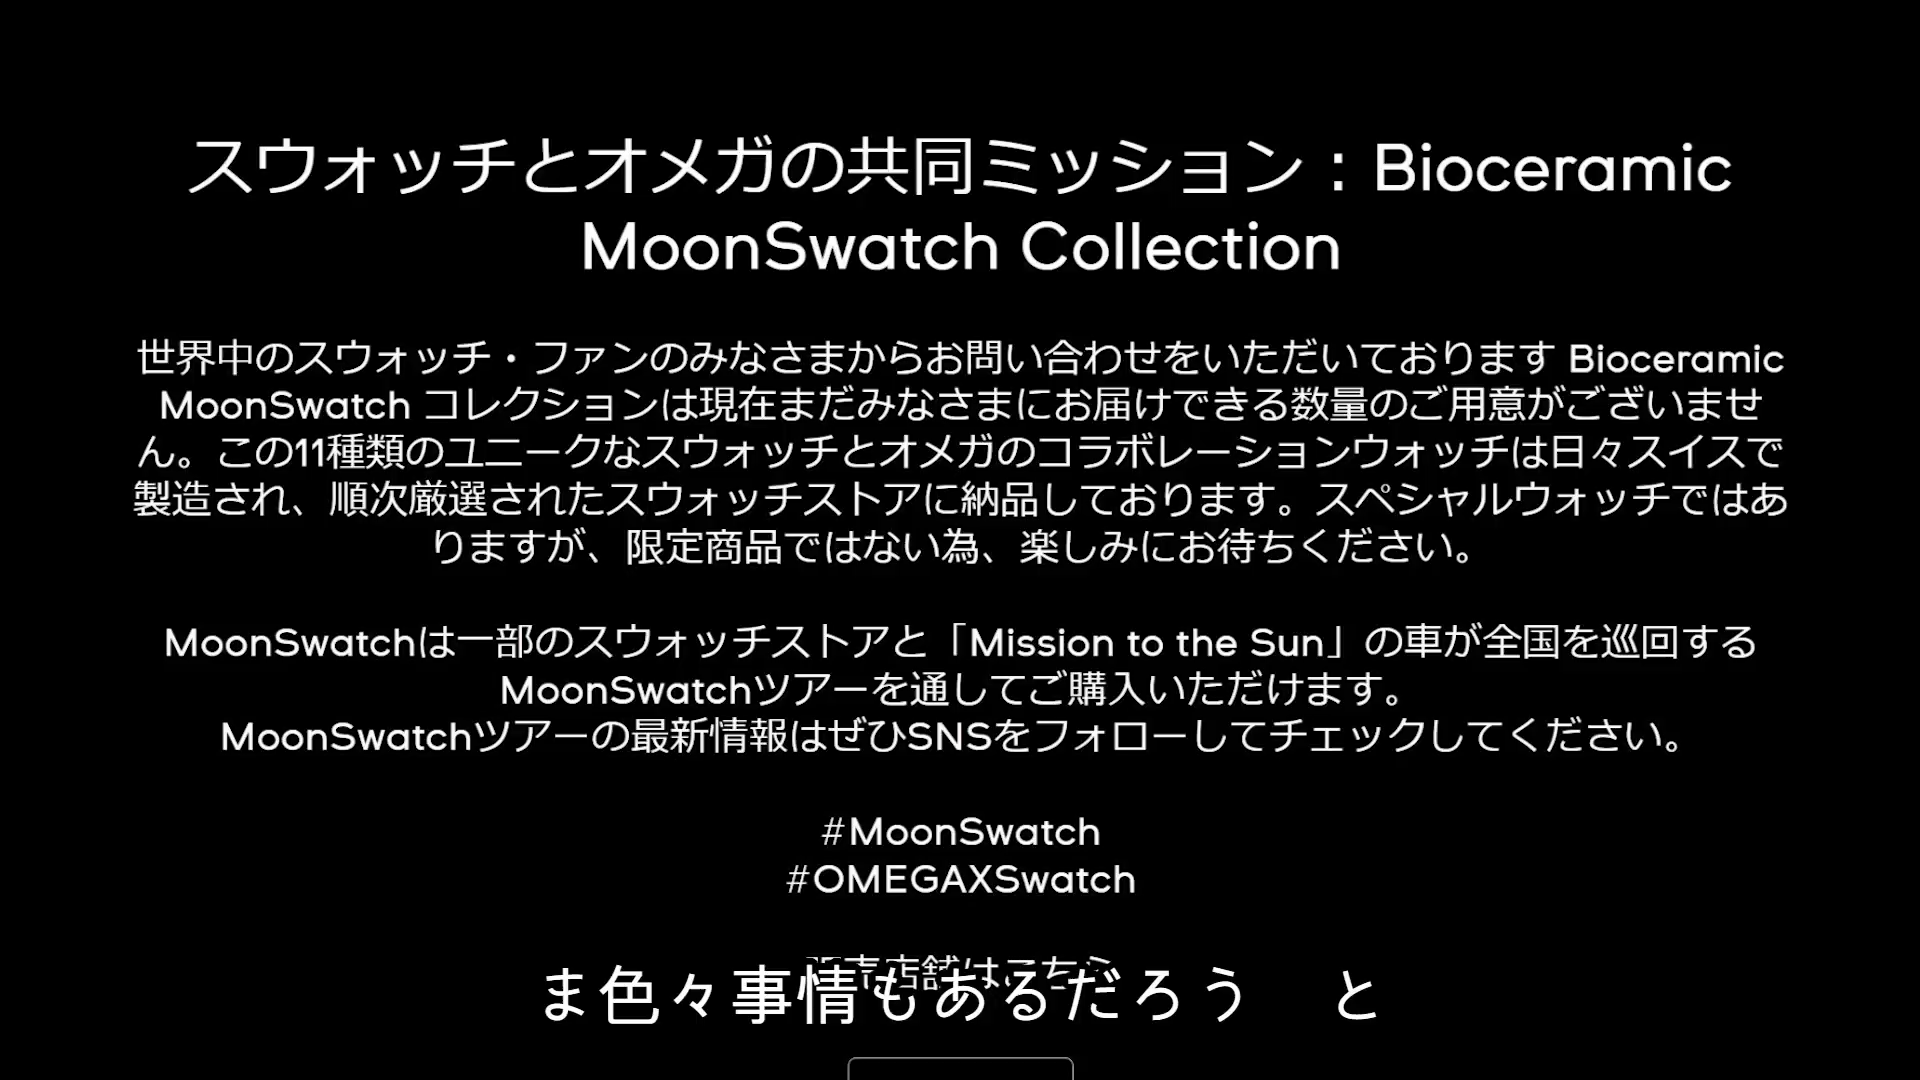 スウォッチとオメガの共同ミッション：Bioceramic
MoonSwatch Collection
世界中のスウォッチ・ファンのみなさまからお問い合わせをいただいております Bioceramic
MoonSwatch コレクションは現在まだみなさまにお届けできる数量のご用意がございませ
ん。この11種類のユニークなスウォッチとオメガのコラボレーションウォッチは日々スイスで
製造され、順次厳選されたスウォッチストアに納品しております。スペシャルウォッチではあ
りますが、限定商品ではない為、楽しみにお待ちください。
MoonSwatchは一部のスウォッチストアと「Mission to the Sun」の車が全国を巡回する
MoonSwatchツアーを通してご購入いただけます。
MoonSwatchツアーの最新情報はぜひSNSをフォローしてチェックしてください。
#MoonSwatch
#OMEGAXSwatch
販売店舗はこちら
ま色々事情もあるだろう　と